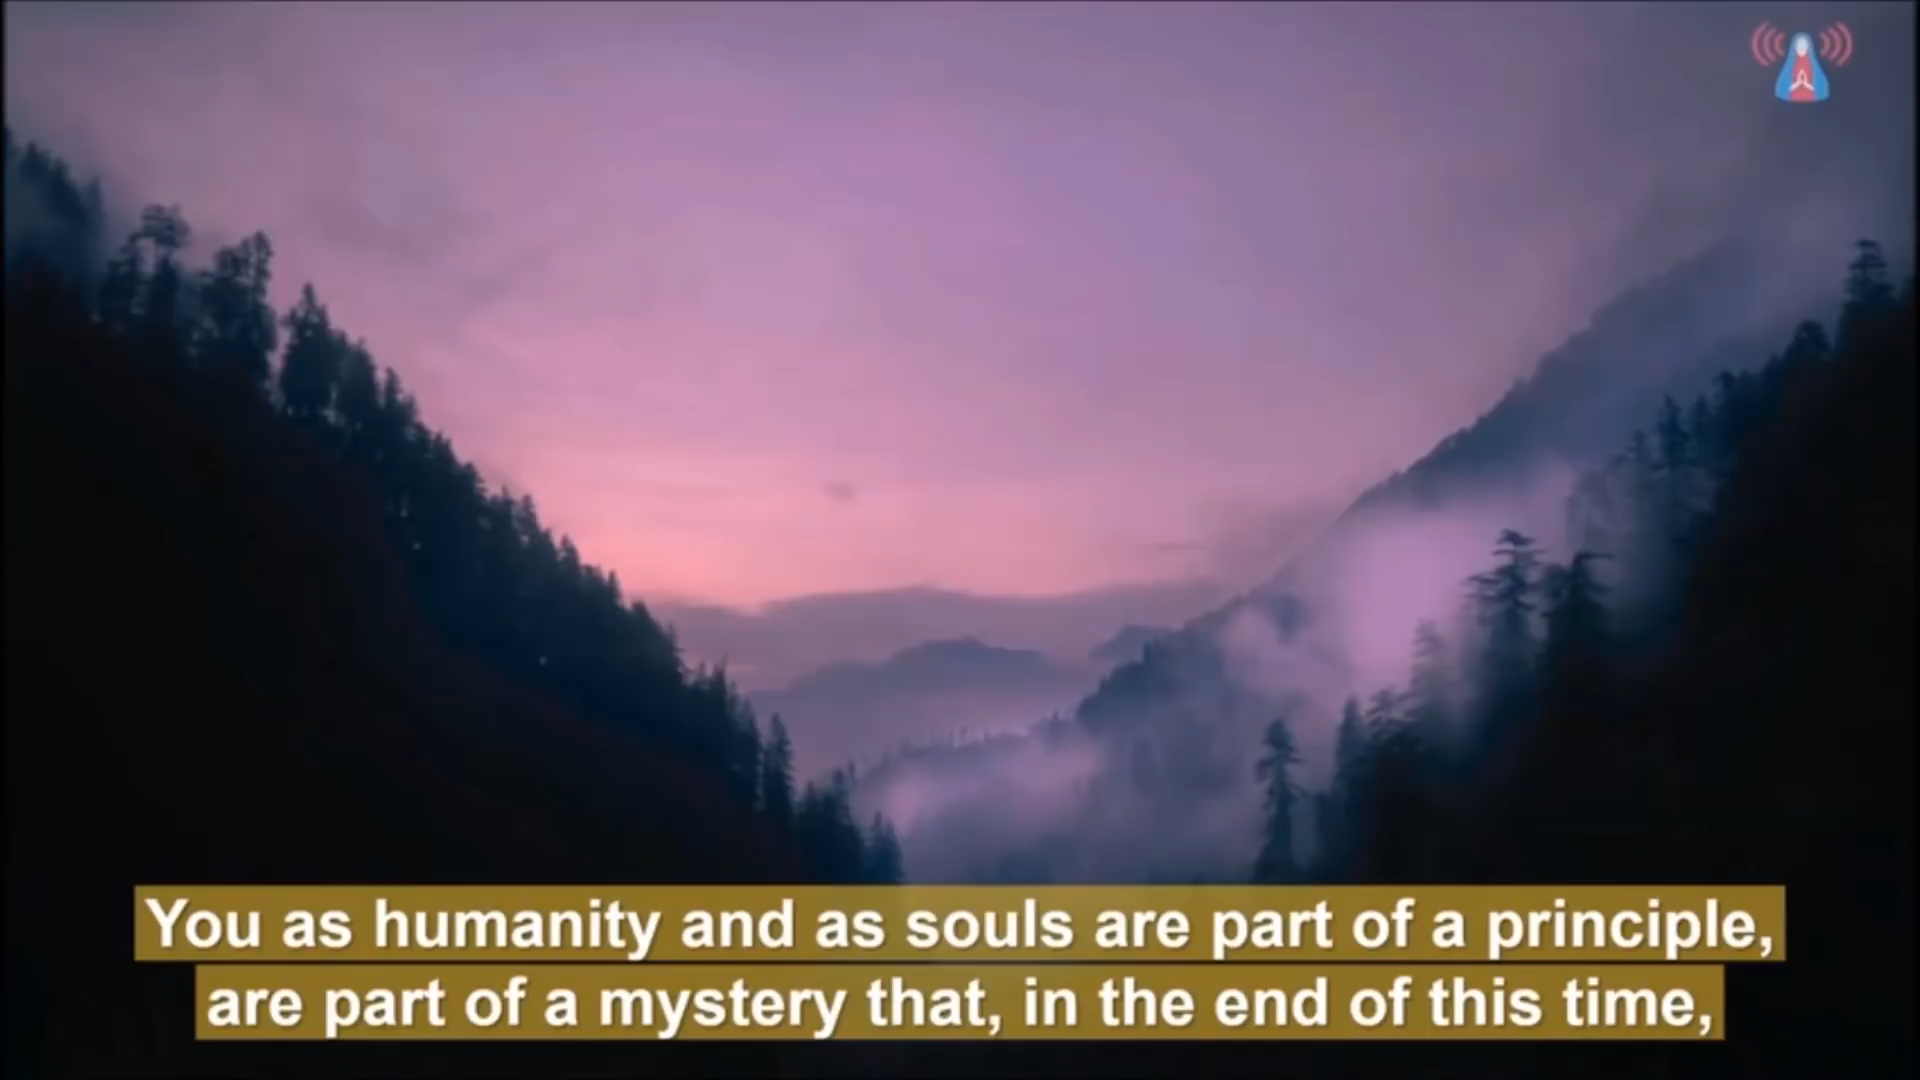 You as humanity and as souls are part of a principle,
are part of a mystery that, in the end of this time,